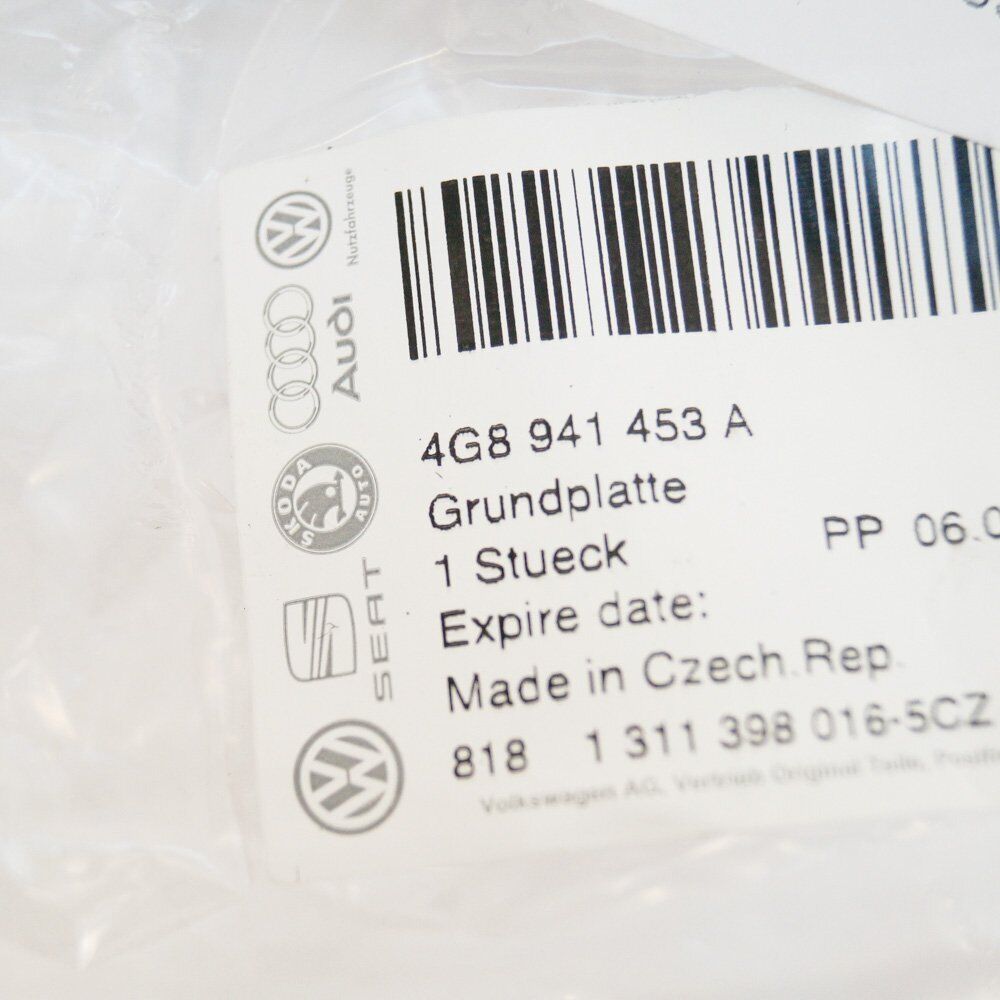 Nutzfahrzeuge
Audi
SKODA
AUTO
SEAT
4G8 941 453 A
Grundplatte
1 Stueck
PP 06.0
Expire date:
Made in Czech.Rep.
818 1 311 398 016-5CZ
Volkswagen AG, Vertrieb Original Teile,